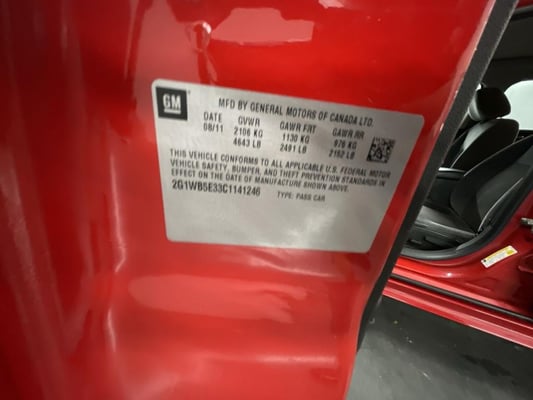 GM
MFD BY GENERAL MOTORS OF CANADA LTD.
DATE GVWR GAWR FRT GAWR RR
08/11 2106 KG 1130 KG 976 KG
4643 LB 2491 LB 2152 LB
THIS VEHICLE CONFORMS TO ALL APPLICABLE U.S. FEDERAL MOTOR
VEHICLE SAFETY, BUMPER, AND THEFT PREVENTION STANDARDS IN
EFFECT ON THE DATE OF MANUFACTURE SHOWN ABOVE.
2G1WB5E33C1141246 TYPE: PASS CAR